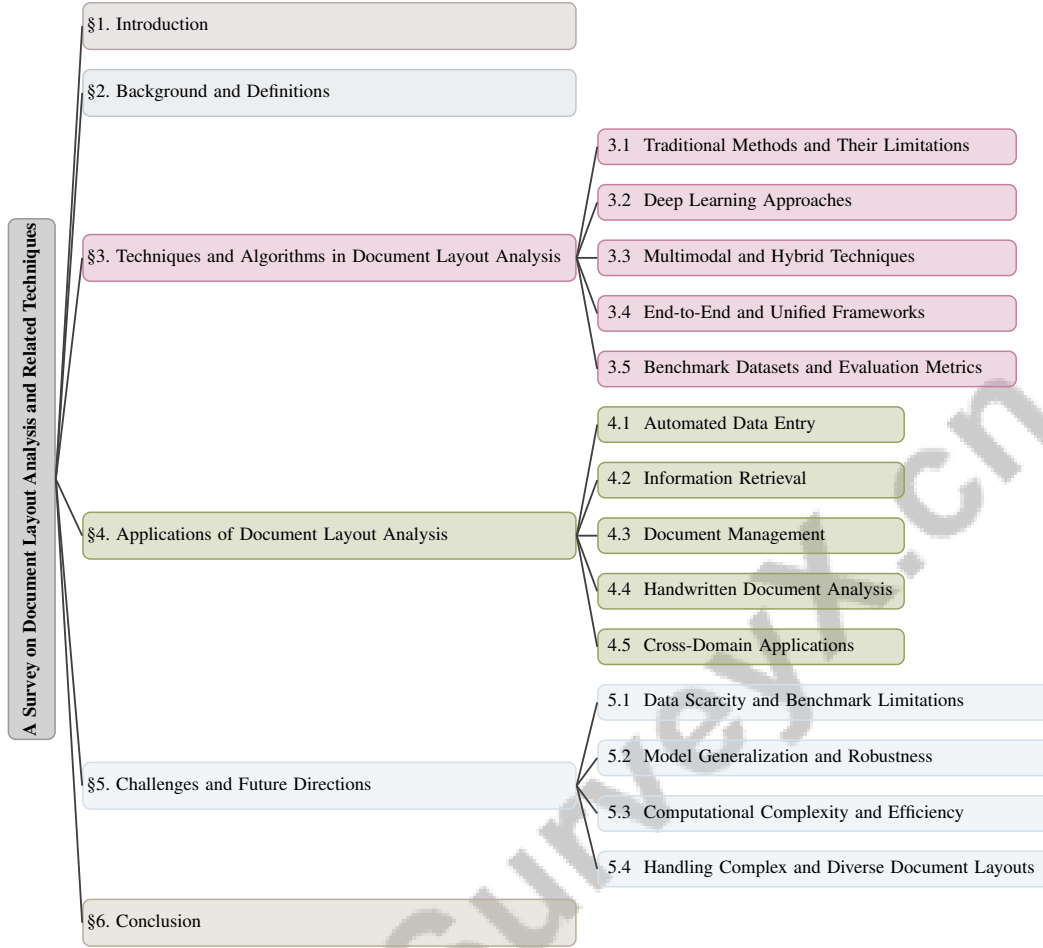 A Survey on Document Layout Analysis and Related Techniques
§1. Introduction
§2. Background and Definitions
§3. Techniques and Algorithms in Document Layout Analysis
3.1 Traditional Methods and Their Limitations
3.2 Deep Learning Approaches
3.3 Multimodal and Hybrid Techniques
3.4 End-to-End and Unified Frameworks
3.5 Benchmark Datasets and Evaluation Metrics
§4. Applications of Document Layout Analysis
4.1 Automated Data Entry
4.2 Information Retrieval
4.3 Document Management
4.4 Handwritten Document Analysis
4.5 Cross-Domain Applications
§5. Challenges and Future Directions
5.1 Data Scarcity and Benchmark Limitations
5.2 Model Generalization and Robustness
5.3 Computational Complexity and Efficiency
5.4 Handling Complex and Diverse Document Layouts
§6. Conclusion
Surveyx.cn